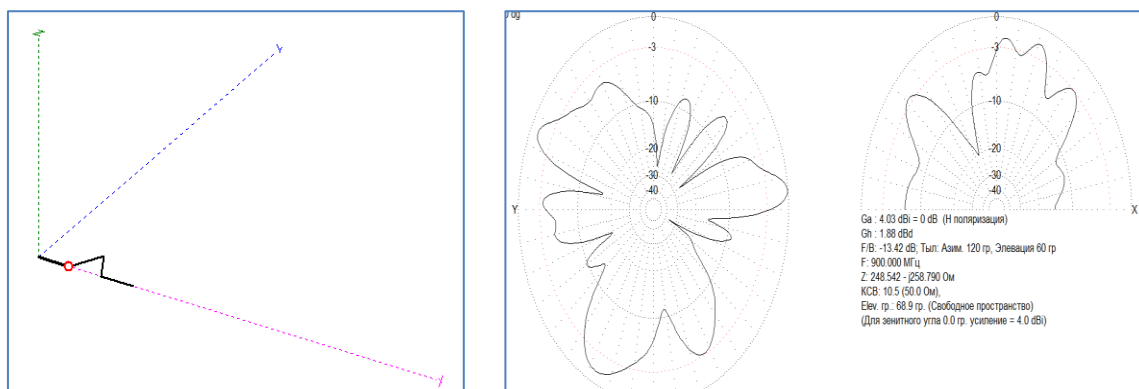 Z
Y
X
0
-3
-10
-20
-30
-40
Y
0
-3
-10
-20
-30
-40
X
Ga : 4.03 dBi = 0 dB (H поляризация)
Gh : 1.88 dBd
F/B: -13.42 dB; Тыл: Азим. 120 гр, Элевация 60 гр
F: 900.000 МГц
Z: 248.542 - j258.790 Ом
КСВ: 10.5 (50.0 Ом),
Elev. гр.: 68.9 гр. (Свободное пространство)
(Для зенитного угла 0.0 гр. усиление = 4.0 dBi)